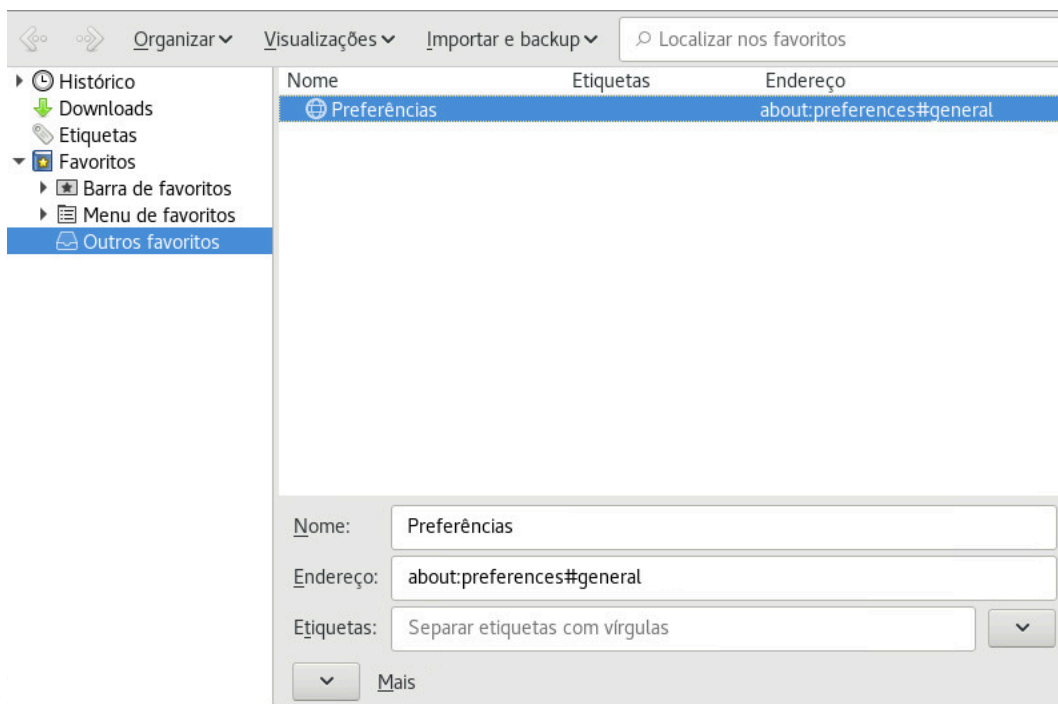 Organizar Visualizações Importar e backup Localizar nos favoritos
Histórico
Downloads
Etiquetas
Favoritos
Barra de favoritos
Menu de favoritos
Outros favoritos
Nome Etiquetas Endereço
Preferências about:preferences#general
Nome: Preferências
Endereço: about:preferences#general
Etiquetas: Separar etiquetas com vírgulas
Mais